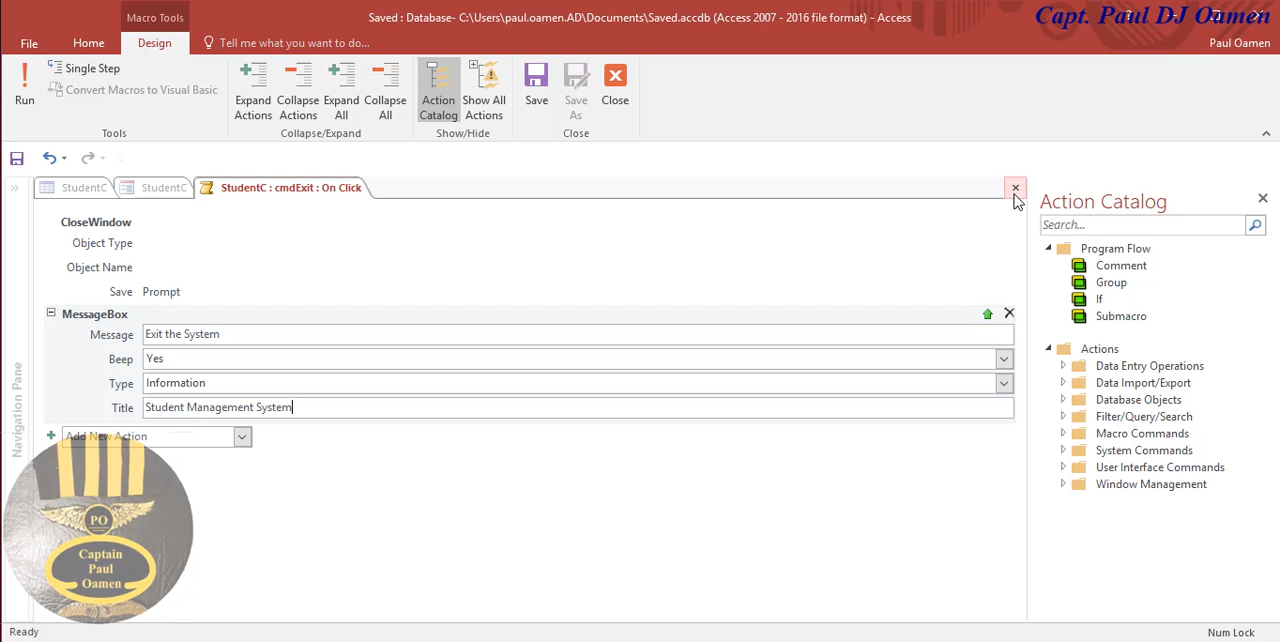 Macro Tools
Saved : Database- C:\Users\paul.oamen.AD\Documents\Saved.accdb (Access 2007 - 2016 file format) - Access
Capt. Paul DJ Oamen
File Home Design Tell me what you want to do... Paul Oamen
Run
Single Step
Convert Macros to Visual Basic
Tools
Expand Actions
Collapse Actions
Expand All
Collapse All
Collapse/Expand
Action Catalog
Show All Actions
Show/Hide
Save
Save As
Close
Close
StudentC StudentC StudentC : cmdExit : On Click
Navigation Pane
CloseWindow
Object Type
Object Name
Save Prompt
MessageBox
Message Exit the System
Beep Yes
Type Information
Title Student Management System
Add New Action
PO
Captain
Paul
Oamen
Action Catalog
Search...
Program Flow
Comment
Group
If
Submacro
Actions
Data Entry Operations
Data Import/Export
Database Objects
Filter/Query/Search
Macro Commands
System Commands
User Interface Commands
Window Management
Ready Num Lock